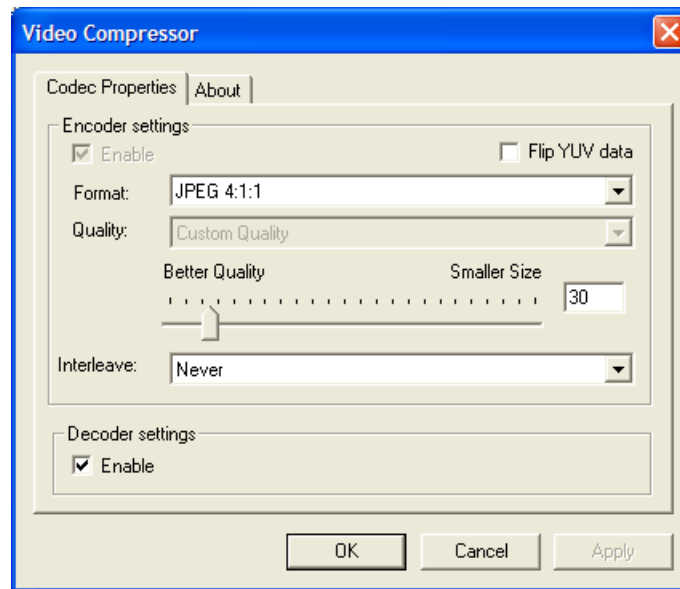 Video Compressor
Codec Properties About
Encoder settings
Enable Flip YUV data
Format: JPEG 4:1:1
Quality: Custom Quality
Better Quality Smaller Size
30
Interleave: Never
Decoder settings
Enable
OK Cancel Apply